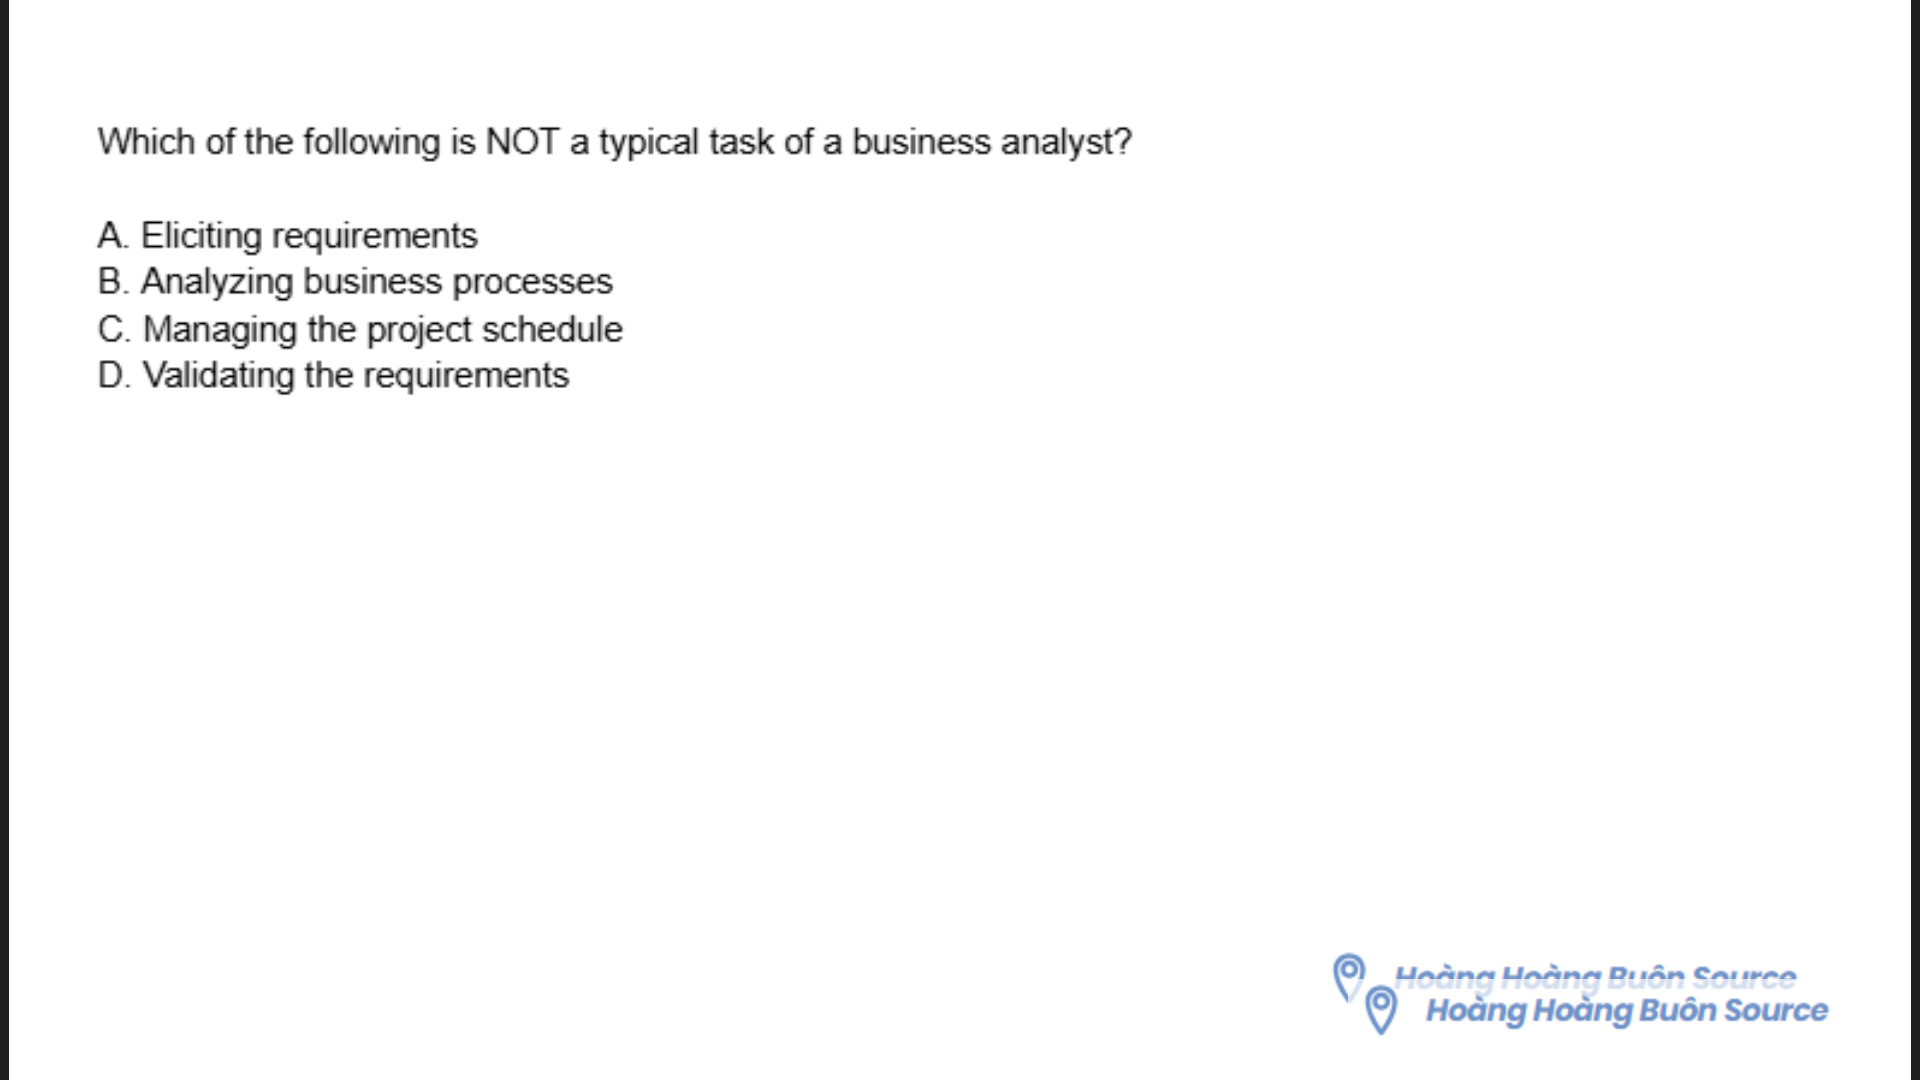 Which of the following is NOT a typical task of a business analyst?
A. Eliciting requirements
B. Analyzing business processes
C. Managing the project schedule
D. Validating the requirements
Hoàng Hoàng Buôn Source
Hoàng Hoàng Buôn Source